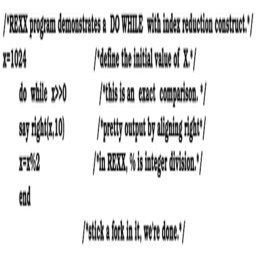 /*REXX program demonstrates a DO WHILE with index reduction construct.*/
x=1024 /*define the initial value of X.*/
do while x>>0 /*this is an exact comparison. */
say right(x,10) /*pretty output by aligning right*/
x=x%2 /*in REXX, % is integer division.*/
end
/*stick a fork in it, we're done.*/